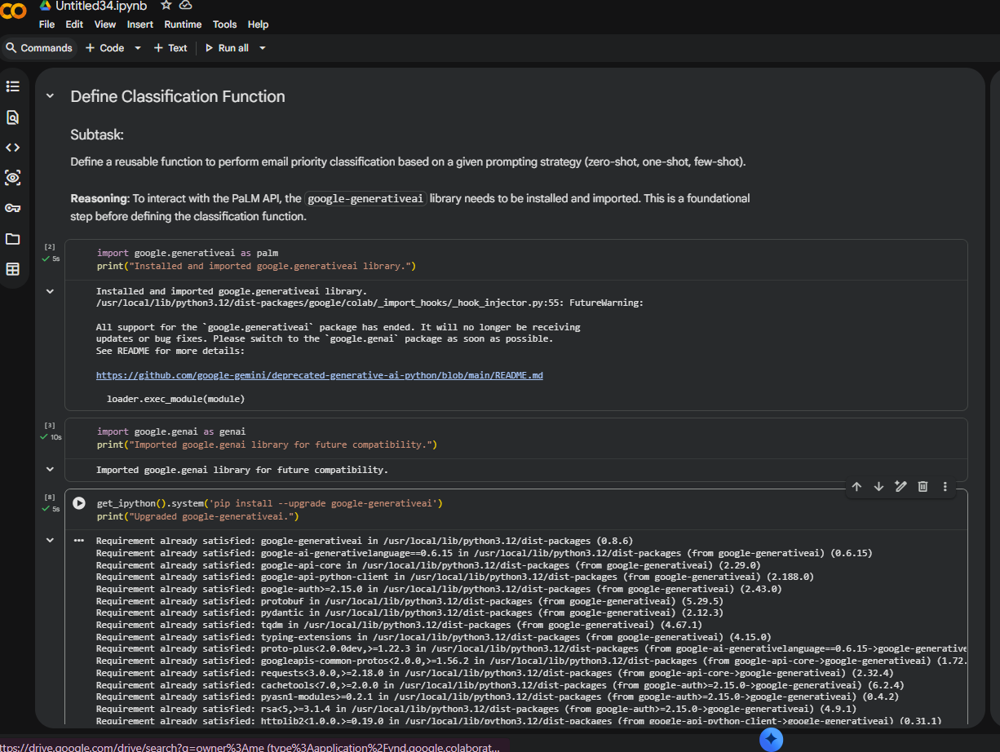 Untitled34.ipynb
File Edit View Insert Runtime Tools Help
Commands + Code + Text Run all
Define Classification Function
Subtask:
Define a reusable function to perform email priority classification based on a given prompting strategy (zero-shot, one-shot, few-shot).
Reasoning: To interact with the PaLM API, the google-generativeai library needs to be installed and imported. This is a foundational
step before defining the classification function.
[2]
5s
import google.generativeai as palm
print("Installed and imported google.generativeai library.")
Installed and imported google.generativeai library.
/usr/local/lib/python3.12/dist-packages/google/colab/_import_hooks/_hook_injector.py:55: FutureWarning:
All support for the `google.generativeai` package has ended. It will no longer be receiving
updates or bug fixes. Please switch to the `google.genai` package as soon as possible.
See README for more details:
https://github.com/google-gemini/deprecated-generative-ai-python/blob/main/README.md
loader.exec_module(module)
[3]
10s
import google.genai as genai
print("Imported google.genai library for future compatibility.")
Imported google.genai library for future compatibility.
[8]
5s
get_ipython().system('pip install --upgrade google-generativeai')
print("Upgraded google-generativeai.")
Requirement already satisfied: google-generativeai in /usr/local/lib/python3.12/dist-packages (0.8.6)
Requirement already satisfied: google-ai-generativelanguage==0.6.15 in /usr/local/lib/python3.12/dist-packages (from google-generativeai) (0.6.15)
Requirement already satisfied: google-api-core in /usr/local/lib/python3.12/dist-packages (from google-generativeai) (2.29.0)
Requirement already satisfied: google-api-python-client in /usr/local/lib/python3.12/dist-packages (from google-generativeai) (2.188.0)
Requirement already satisfied: google-auth>=2.15.0 in /usr/local/lib/python3.12/dist-packages (from google-generativeai) (2.43.0)
Requirement already satisfied: protobuf in /usr/local/lib/python3.12/dist-packages (from google-generativeai) (5.29.5)
Requirement already satisfied: pydantic in /usr/local/lib/python3.12/dist-packages (from google-generativeai) (2.12.3)
Requirement already satisfied: tqdm in /usr/local/lib/python3.12/dist-packages (from google-generativeai) (4.67.1)
Requirement already satisfied: typing-extensions in /usr/local/lib/python3.12/dist-packages (from google-generativeai) (4.15.0)
Requirement already satisfied: proto-plus<2.0.0dev,>=1.22.3 in /usr/local/lib/python3.12/dist-packages (from google-ai-generativelanguage==0.6.15->google-generative
Requirement already satisfied: googleapis-common-protos<2.0.0,>=1.56.2 in /usr/local/lib/python3.12/dist-packages (from google-api-core->google-generativeai) (1.72.
Requirement already satisfied: requests<3.0.0,>=2.18.0 in /usr/local/lib/python3.12/dist-packages (from google-api-core->google-generativeai) (2.32.4)
Requirement already satisfied: cachetools<7.0,>=2.0.0 in /usr/local/lib/python3.12/dist-packages (from google-auth>=2.15.0->google-generativeai) (6.2.4)
Requirement already satisfied: pyasn1-modules>=0.2.1 in /usr/local/lib/python3.12/dist-packages (from google-auth>=2.15.0->google-generativeai) (0.4.2)
Requirement already satisfied: rsa<5,>=3.1.4 in /usr/local/lib/python3.12/dist-packages (from google-auth>=2.15.0->google-generativeai) (4.9.1)
Requirement already satisfied: httplib2<1.0.0,>=0.19.0 in /usr/local/lib/python3.12/dist-packages (from google-api-python-client->google-generativeai) (0.31.1)
ttps://drive.google.com/drive/search?q=owner%3Ame (type%3Aapplication%2Fvnd.google.colaborat...